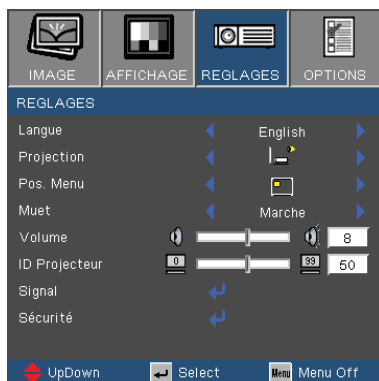 IMAGE AFFICHAGE REGLAGES OPTIONS
REGLAGES
Langue English
Projection
Pos. Menu
Muet Marche
Volume 8
ID Projecteur 0 99 50
Signal
Sécurité
UpDown Select Menu Menu Off